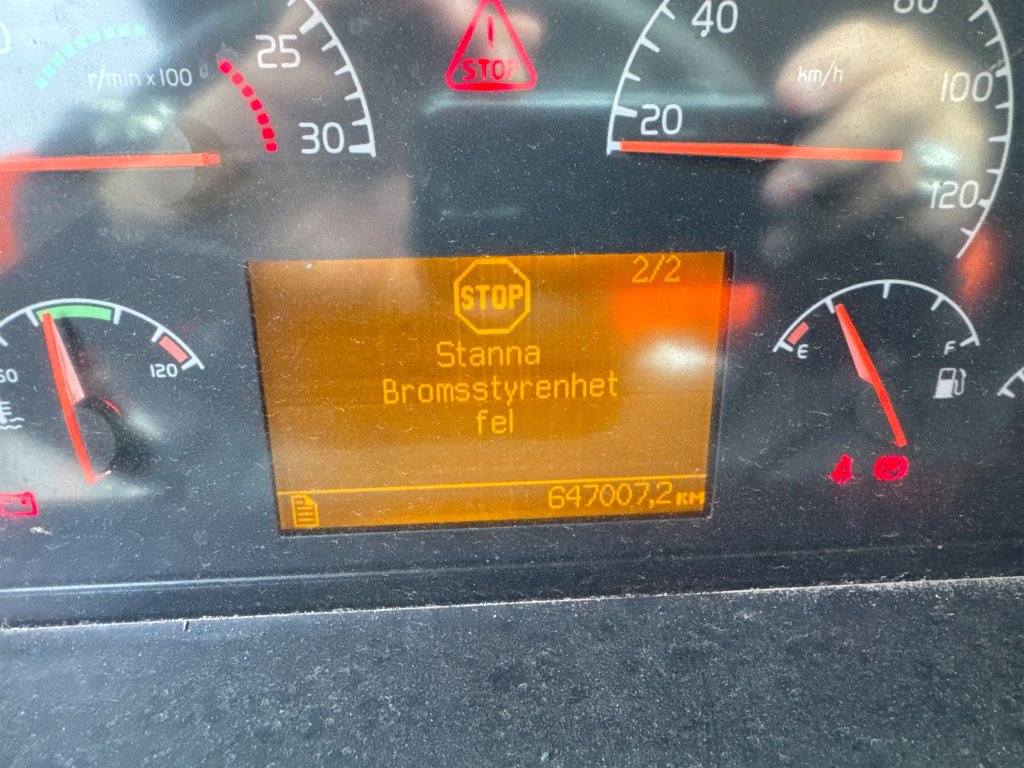 40
80
25
r/min x 100
STOP
km/h
100
30
20
120
STOP
2/2
Stanna
Bromsstyrenhet
fel
120
E
F
647007,2 KM